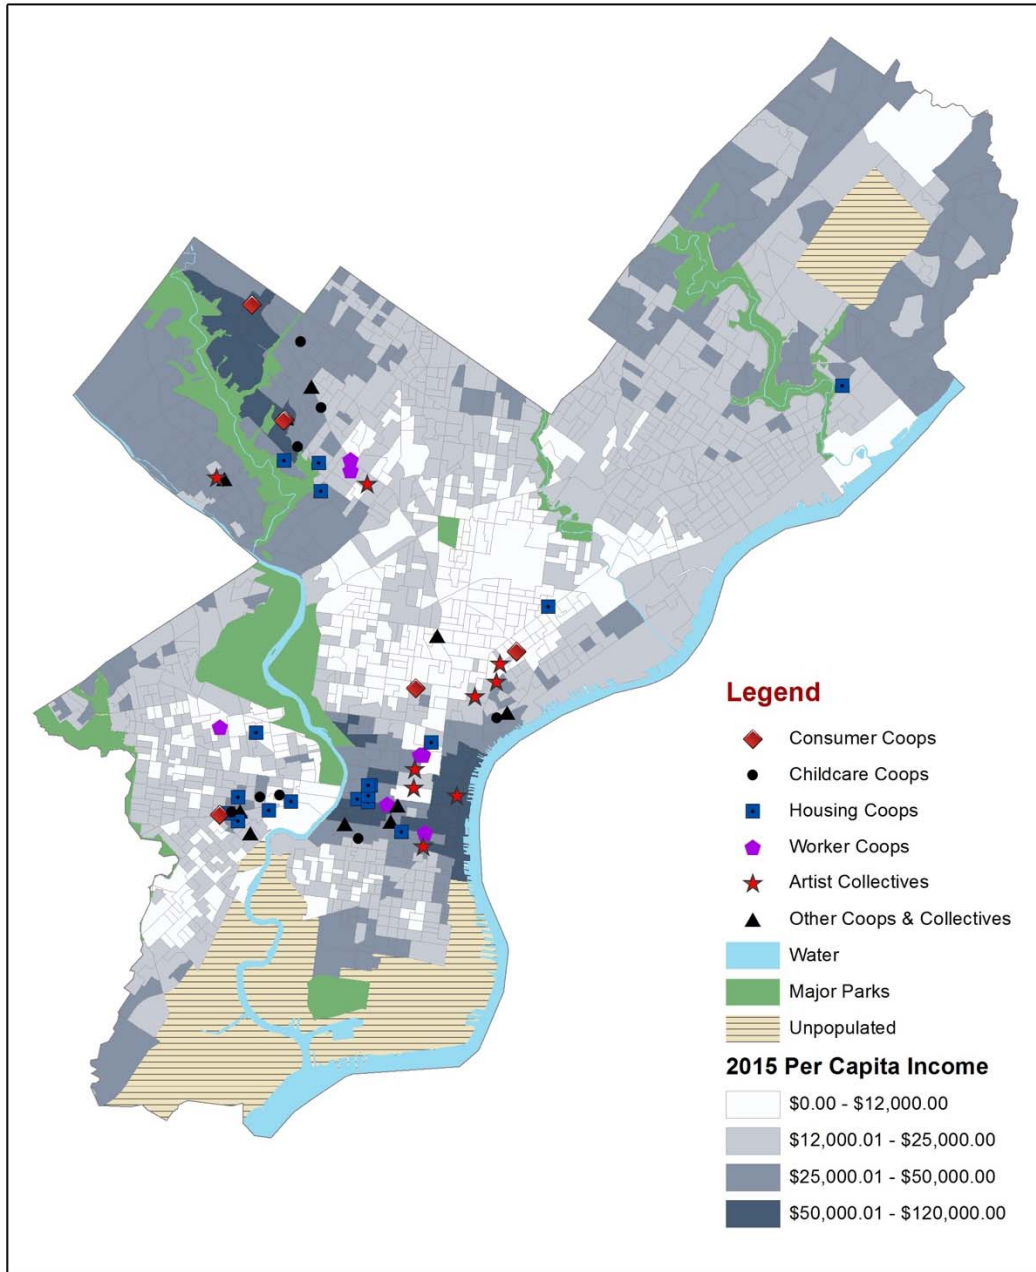 Legend
Consumer Coops
Childcare Coops
Housing Coops
Worker Coops
Artist Collectives
Other Coops & Collectives
Water
Major Parks
Unpopulated
2015 Per Capita Income
$0.00 - $12,000.00
$12,000.01 - $25,000.00
$25,000.01 - $50,000.00
$50,000.01 - $120,000.00